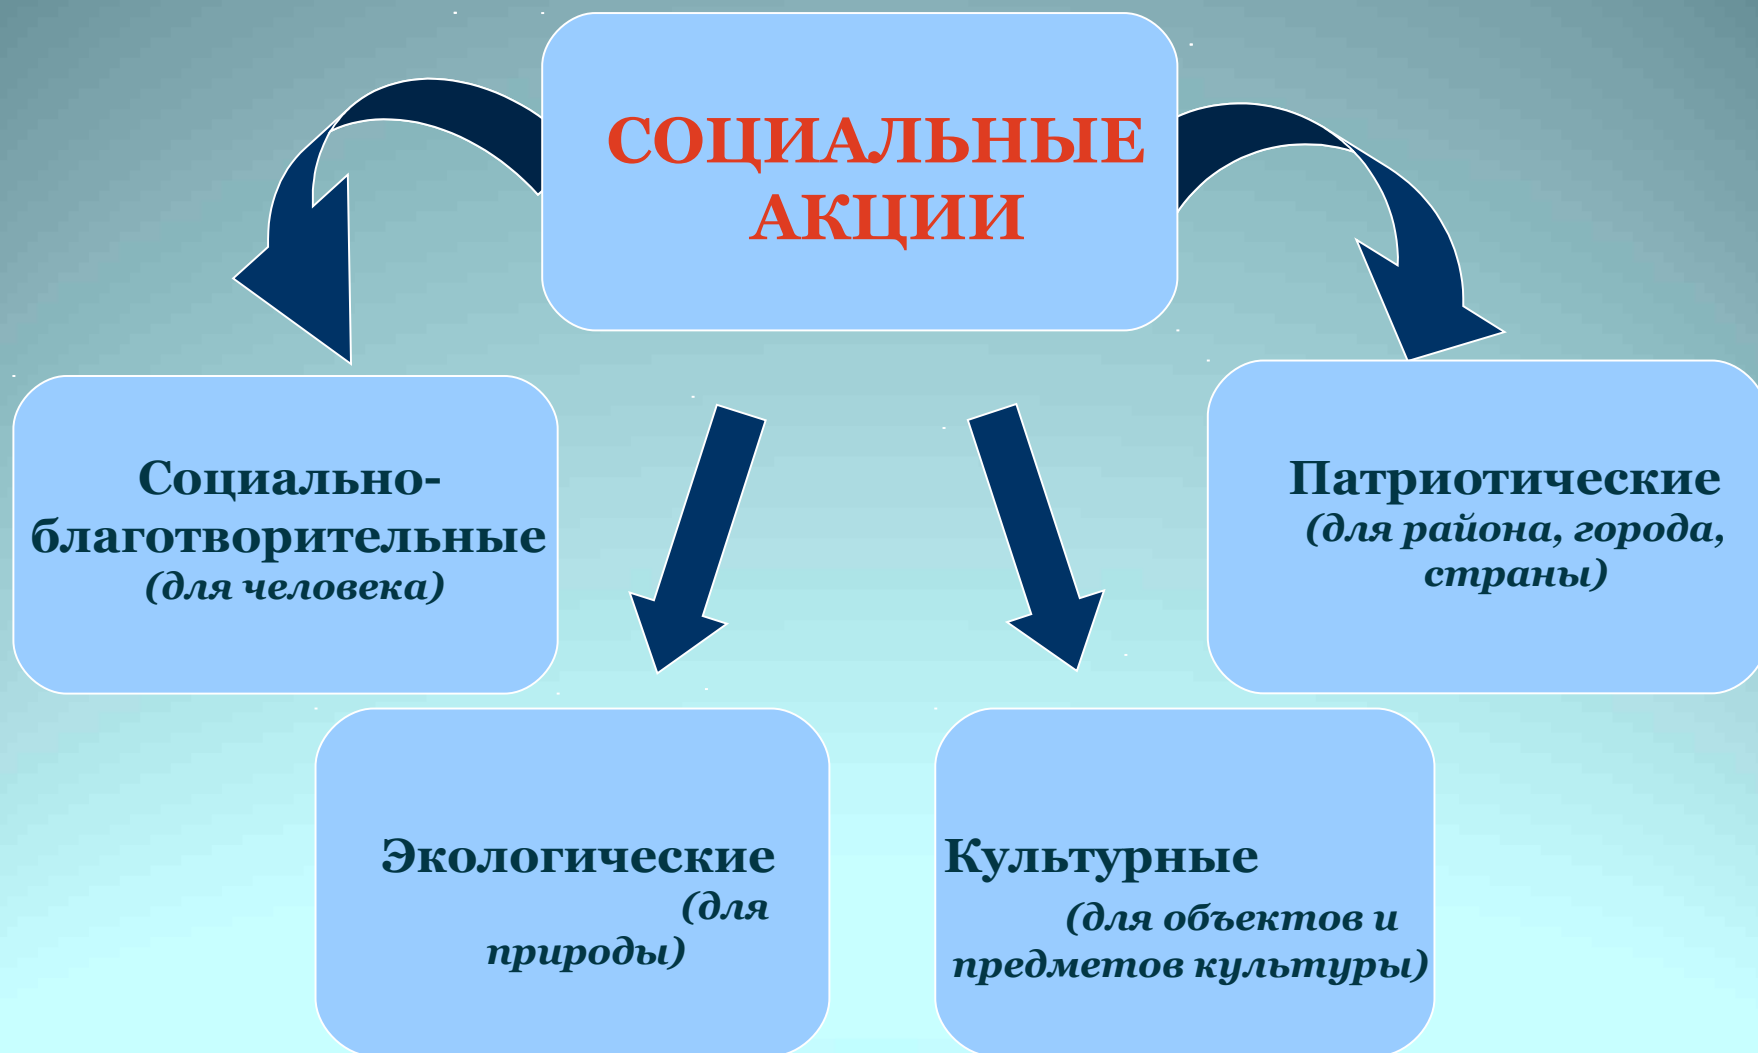 СОЦИАЛЬНЫЕ
АКЦИИ
Социально-
благотворительные
(для человека)
Патриотические
(для района, города,
страны)
Экологические
(для
природы)
Культурные
(для объектов и
предметов культуры)